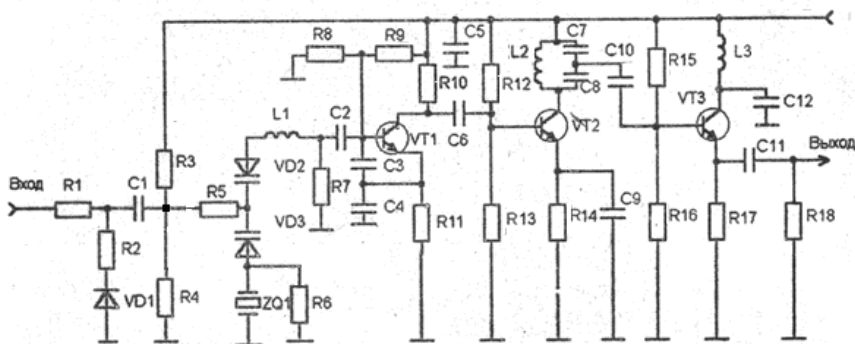 R8
R9
C5
L2
C7
C10
R15
L3
R10
R12
C8
VT3
C12
L1
C2
VT1
C6
VT2
R3
VD2
C3
C11
Выход
Вход
R1
C1
R5
R7
VD3
C4
R11
R13
R14
C9
R16
R17
R18
R2
VD1
R4
ZQ1
R6